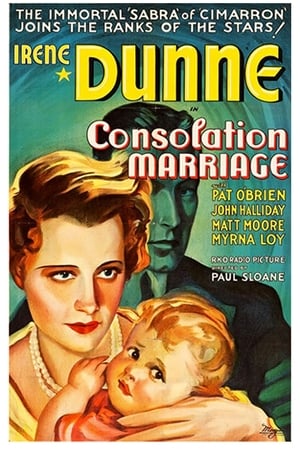 THE IMMORTAL 'SABRA' OF 'CIMARRON'
JOINS THE RANKS OF THE STARS!
IRENE
DUNNE
IN
Consolation
MARRIAGE
WITH
PAT O'BRIEN
JOHN HALLIDAY
MATT MOORE
MYRNA LOY
RKO RADIO PICTURE
DIRECTED BY
PAUL SLOANE